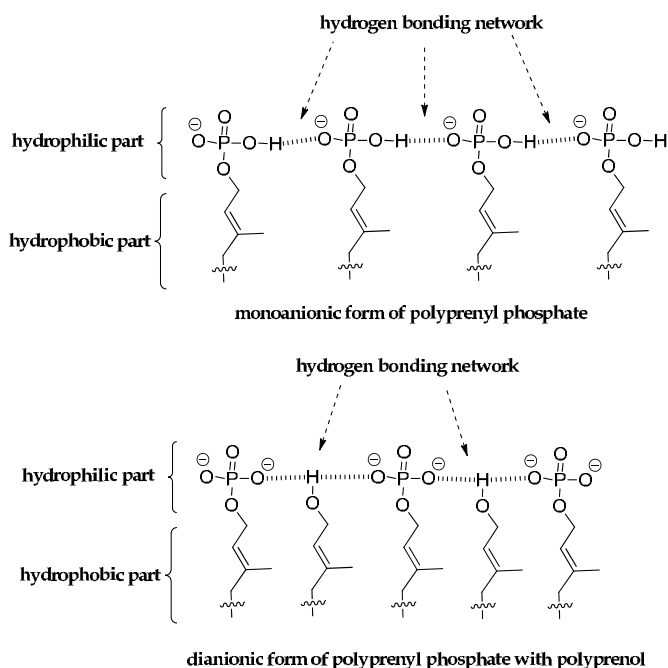 hydrogen bonding network
⊖ O ⊖ O ⊖ O ⊖ O
hydrophilic part O P O H O P O H O P O H O P O H
O O O O
hydrophobic part
monoanionic form of polyprenyl phosphate
hydrogen bonding network
⊖ O ⊖ ⊖ O ⊖ ⊖ O ⊖
hydrophilic part O P O H O P O H O P O
O O O O O
hydrophobic part
dianionic form of polyprenyl phosphate with polyprenol